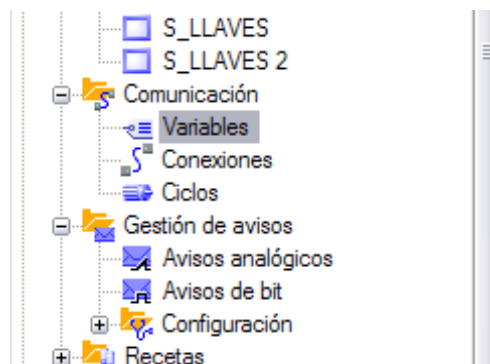 S_LLAVES
S_LLAVES 2
Comunicación
Variables
Conexiones
Ciclos
Gestión de avisos
Avisos analógicos
Avisos de bit
Configuración
Recetas